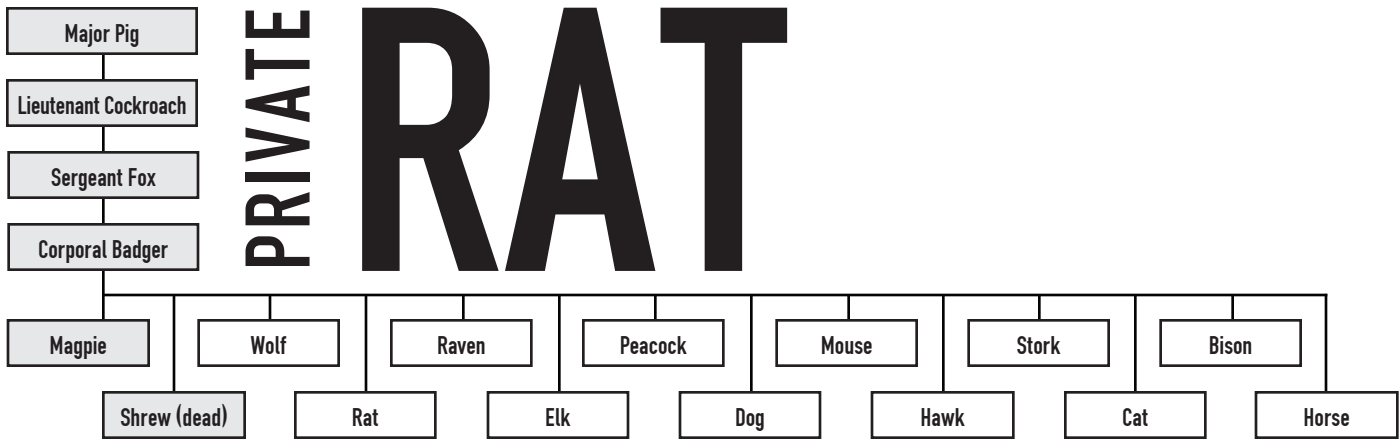 PRIVATE
RAT
Major Pig
Lieutenant Cockroach
Sergeant Fox
Corporal Badger
Magpie
Wolf
Raven
Peacock
Mouse
Stork
Bison
Shrew (dead)
Rat
Elk
Dog
Hawk
Cat
Horse